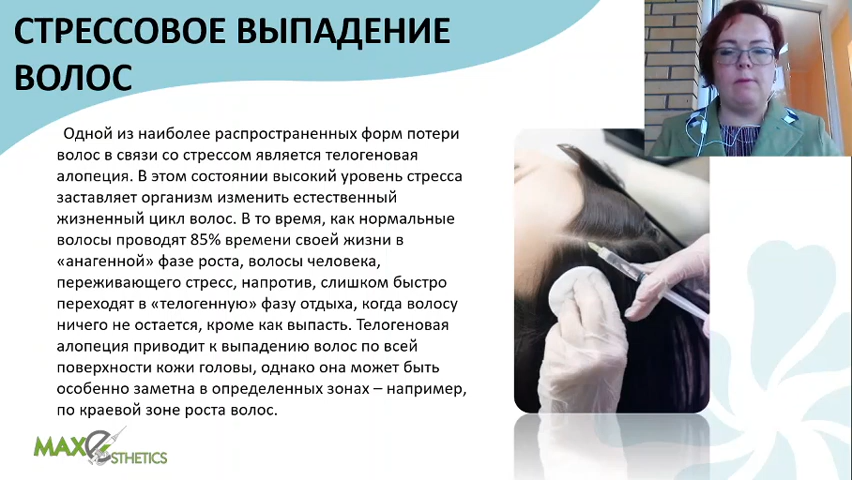 СТРЕССОВОЕ ВЫПАДЕНИЕ
ВОЛОС
Одной из наиболее распространенных форм потери
волос в связи со стрессом является телогеновая
алопеция. В этом состоянии высокий уровень стресса
заставляет организм изменить естественный
жизненный цикл волос. В то время, как нормальные
волосы проводят 85% времени своей жизни в
«анагенной» фазе роста, волосы человека,
переживающего стресс, напротив, слишком быстро
переходят в «телогенную» фазу отдыха, когда волосу
ничего не остается, кроме как выпасть. Телогеновая
алопеция приводит к выпадению волос по всей
поверхности кожи головы, однако она может быть
особенно заметна в определенных зонах – например,
по краевой зоне роста волос.
MAX eSTHETICS